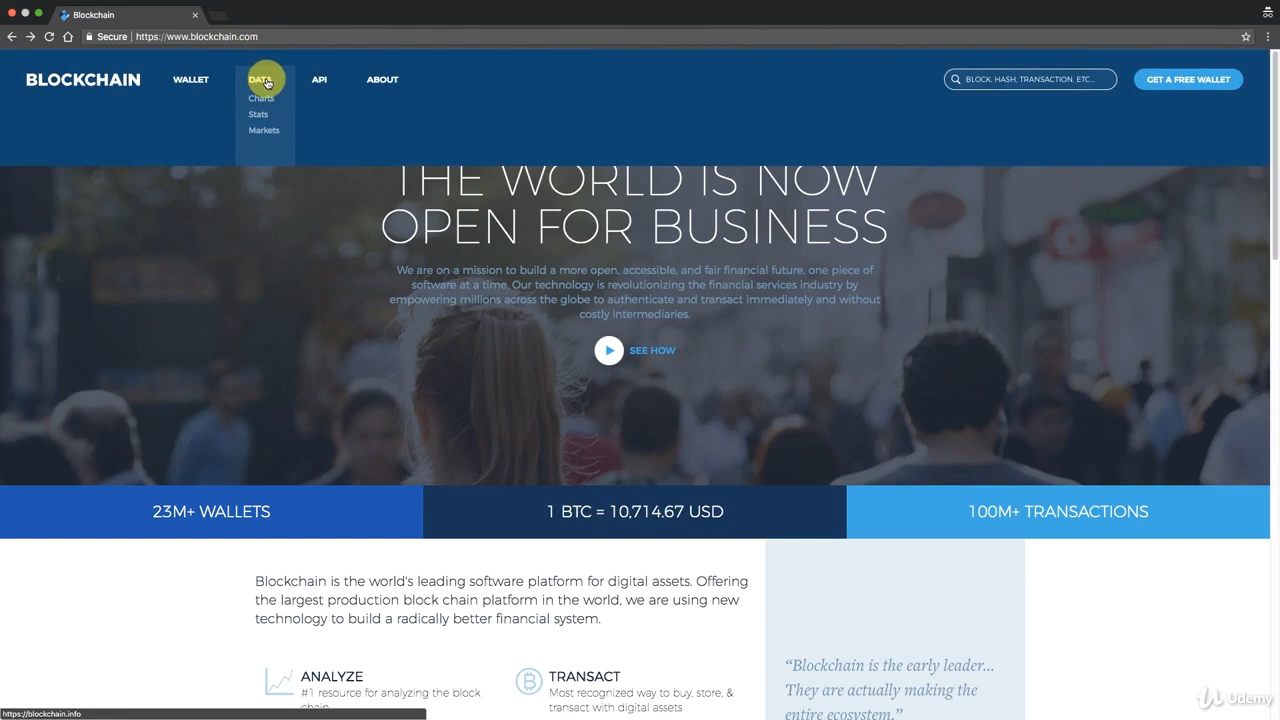 Blockchain
Secure
https://www.blockchain.com
BLOCKCHAIN
WALLET
DATA
API
ABOUT
BLOCK, HASH, TRANSACTION, ETC...
GET A FREE WALLET
Charts
Stats
Markets
THE WORLD IS NOW
OPEN FOR BUSINESS
We are on a mission to build a more open, accessible, and fair financial future, one piece of
software at a time. Our technology is revolutionizing the financial services industry by
empowering millions across the globe to authenticate and transact immediately and without
costly intermediaries.
SEE HOW
23M+ WALLETS
1 BTC = 10,714.67 USD
100M+ TRANSACTIONS
Blockchain is the world's leading software platform for digital assets. Offering
the largest production block chain platform in the world, we are using new
technology to build a radically better financial system.
ANALYZE
#1 resource for analyzing the block
chain
TRANSACT
Most recognized way to buy, store, &
transact with digital assets
“Blockchain is the early leader...
They are actually making the
entire ecosystem.”
https://blockchain.info
Udemy